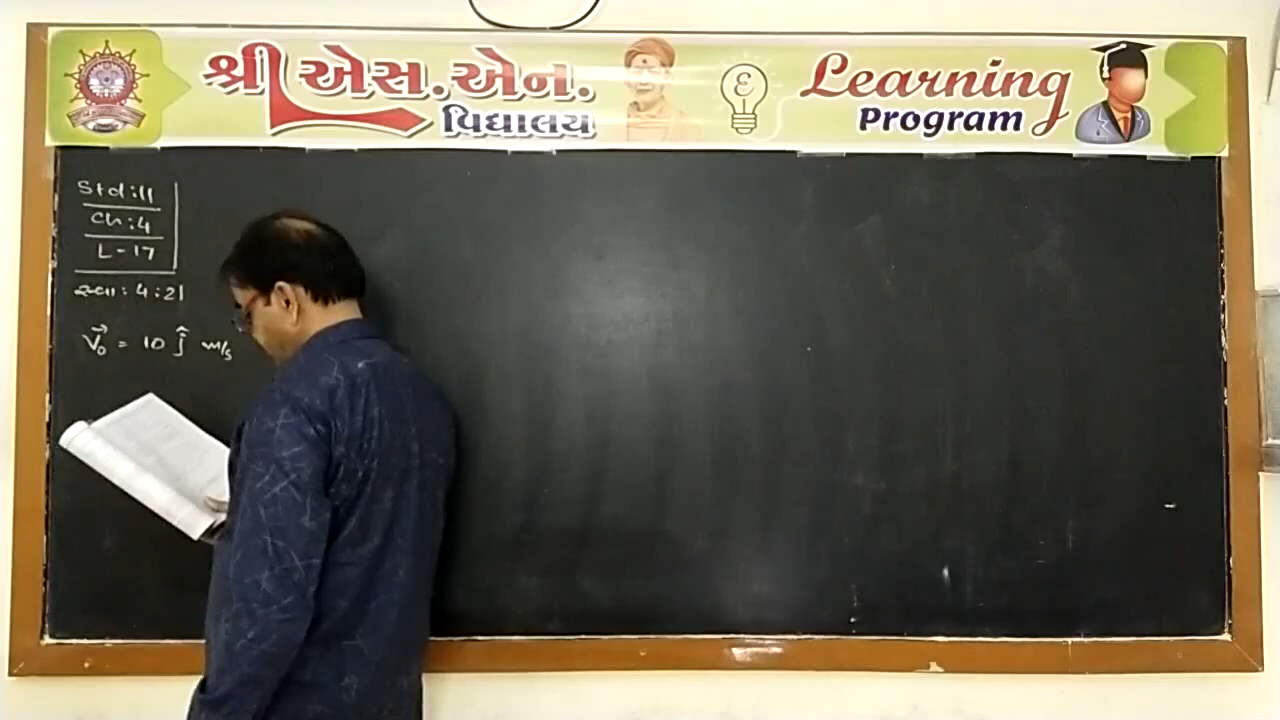 શ્રી એસ. એન.
વિદ્યાલય
Learning
Program
Std:11
Ch:4
L-17
સ્વા: 4:21
V⃗₀ = 10 ĵ m/s